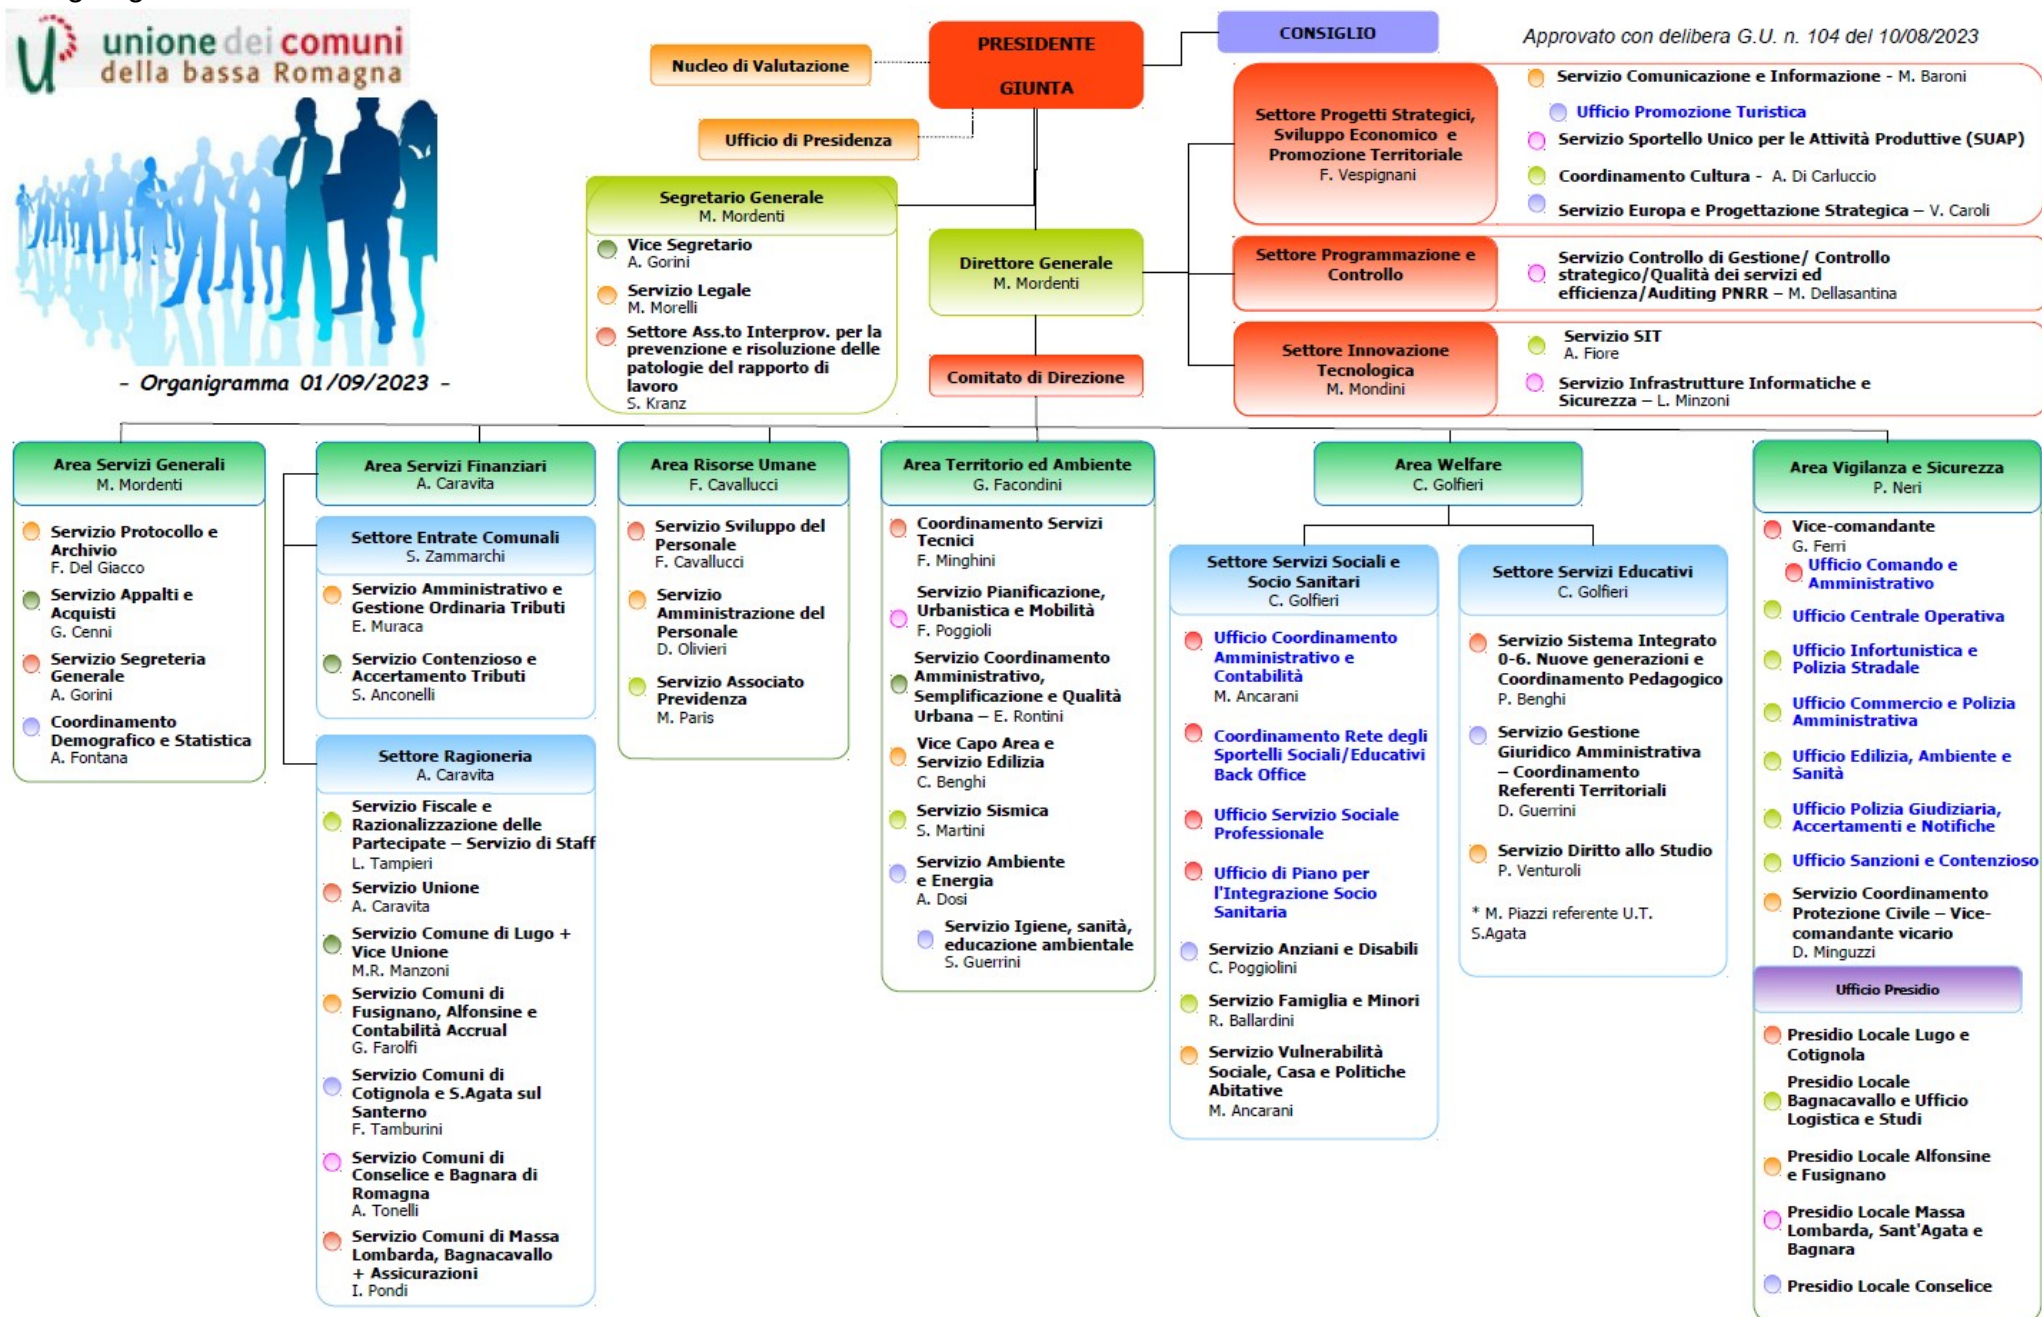 unione dei comuni
della bassa Romagna
- Organigramma 01/09/2023 -
Nucleo di Valutazione
Ufficio di Presidenza
PRESIDENTE
GIUNTA
CONSIGLIO
Approvato con delibera G.U. n. 104 del 10/08/2023
Segretario Generale
M. Mordenti
Vice Segretario
A. Gorini
Servizio Legale
M. Morelli
Settore Ass.to Interprov. per la
prevenzione e risoluzione delle
patologie del rapporto di
lavoro
S. Kranz
Direttore Generale
M. Mordenti
Comitato di Direzione
Settore Progetti Strategici,
Sviluppo Economico e
Promozione Territoriale
F. Vespignani
Servizio Comunicazione e Informazione - M. Baroni
Ufficio Promozione Turistica
Servizio Sportello Unico per le Attività Produttive (SUAP)
Coordinamento Cultura - A. Di Carluccio
Servizio Europa e Progettazione Strategica – V. Caroli
Settore Programmazione e
Controllo
Servizio Controllo di Gestione/ Controllo
strategico/Qualità dei servizi ed
efficienza/Auditing PNRR – M. Dellasantina
Settore Innovazione
Tecnologica
M. Mondini
Servizio SIT
A. Fiore
Servizio Infrastrutture Informatiche e
Sicurezza – L. Minzoni
Area Servizi Generali
M. Mordenti
Servizio Protocollo e
Archivio
F. Del Giacco
Servizio Appalti e
Acquisti
G. Cenni
Servizio Segreteria
Generale
A. Gorini
Coordinamento
Demografico e Statistica
A. Fontana
Area Servizi Finanziari
A. Caravita
Settore Entrate Comunali
S. Zammarchi
Servizio Amministrativo e
Gestione Ordinaria Tributi
E. Muraca
Servizio Contenzioso e
Accertamento Tributi
S. Anconelli
Settore Ragioneria
A. Caravita
Servizio Fiscale e
Razionalizzazione delle
Partecipate – Servizio di Staff
L. Tampieri
Servizio Unione
A. Caravita
Servizio Comune di Lugo +
Vice Unione
M.R. Manzoni
Servizio Comuni di
Fusignano, Alfonsine e
Contabilità Accrual
G. Farolfi
Servizio Comuni di
Cotignola e S.Agata sul
Santerno
F. Tamburini
Servizio Comuni di
Conselice e Bagnara di
Romagna
A. Tonelli
Servizio Comuni di Massa
Lombarda, Bagnacavallo
+ Assicurazioni
I. Pondi
Area Risorse Umane
F. Cavallucci
Servizio Sviluppo del
Personale
F. Cavallucci
Servizio
Amministrazione del
Personale
D. Olivieri
Servizio Associato
Previdenza
M. Paris
Area Territorio ed Ambiente
G. Facondini
Coordinamento Servizi
Tecnici
F. Minghini
Servizio Pianificazione,
Urbanistica e Mobilità
F. Poggioli
Servizio Coordinamento
Amministrativo,
Semplificazione e Qualità
Urbana – E. Rontini
Vice Capo Area e
Servizio Edilizia
C. Benghi
Servizio Sismica
S. Martini
Servizio Ambiente
e Energia
A. Dosi
Servizio Igiene, sanità,
educazione ambientale
S. Guerrini
Area Welfare
C. Golfieri
Settore Servizi Sociali e
Socio Sanitari
C. Golfieri
Ufficio Coordinamento
Amministrativo e
Contabilità
M. Ancarani
Coordinamento Rete degli
Sportelli Sociali/Educativi
Back Office
Ufficio Servizio Sociale
Professionale
Ufficio di Piano per
l'Integrazione Socio
Sanitaria
Servizio Anziani e Disabili
C. Poggiolini
Servizio Famiglia e Minori
R. Ballardini
Servizio Vulnerabilità
Sociale, Casa e Politiche
Abitative
M. Ancarani
Settore Servizi Educativi
C. Golfieri
Servizio Sistema Integrato
0-6. Nuove generazioni e
Coordinamento Pedagogico
P. Benghi
Servizio Gestione
Giuridico Amministrativa
– Coordinamento
Referenti Territoriali
D. Guerrini
Servizio Diritto allo Studio
P. Venturoli
* M. Piazzi referente U.T.
S.Agata
Area Vigilanza e Sicurezza
P. Neri
Vice-comandante
G. Ferri
Ufficio Comando e
Amministrativo
Ufficio Centrale Operativa
Ufficio Infortunistica e
Polizia Stradale
Ufficio Commercio e Polizia
Amministrativa
Ufficio Edilizia, Ambiente e
Sanità
Ufficio Polizia Giudiziaria,
Accertamenti e Notifiche
Ufficio Sanzioni e Contenzioso
Servizio Coordinamento
Protezione Civile – Vice-
comandante vicario
D. Minguzzi
Ufficio Presidio
Presidio Locale Lugo e
Cotignola
Presidio Locale
Bagnacavallo e Ufficio
Logistica e Studi
Presidio Locale Alfonsine
e Fusignano
Presidio Locale Massa
Lombarda, Sant'Agata e
Bagnara
Presidio Locale Conselice